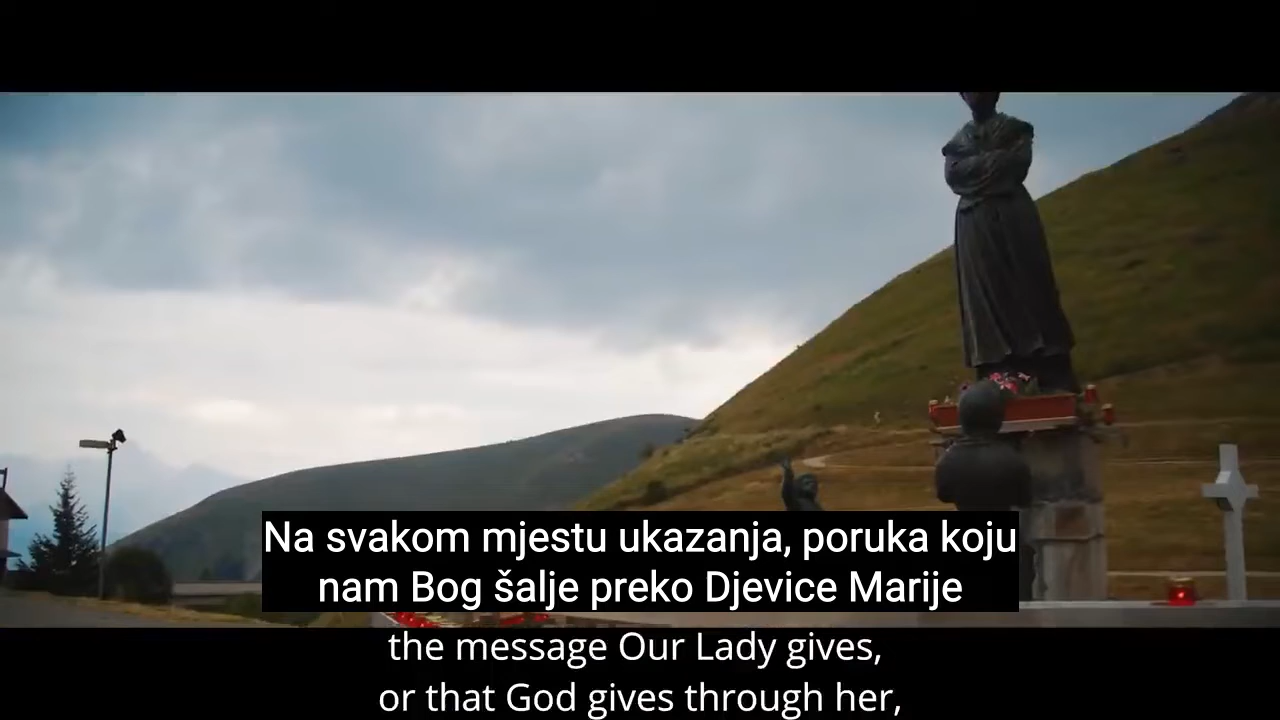 Na svakom mjestu ukazanja, poruka koju
nam Bog šalje preko Djevice Marije
the message Our Lady gives,
or that God gives through her,